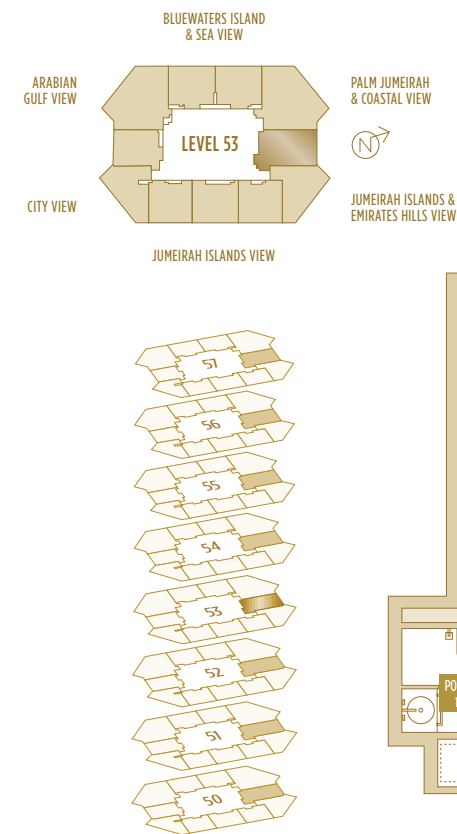 BLUEWATERS ISLAND
& SEA VIEW
ARABIAN
GULF VIEW
PALM JUMEIRAH
& COASTAL VIEW
LEVEL 53
N
CITY VIEW
JUMEIRAH ISLANDS &
EMIRATES HILLS VIEW
JUMEIRAH ISLANDS VIEW
57
56
55
54
53
52
51
50